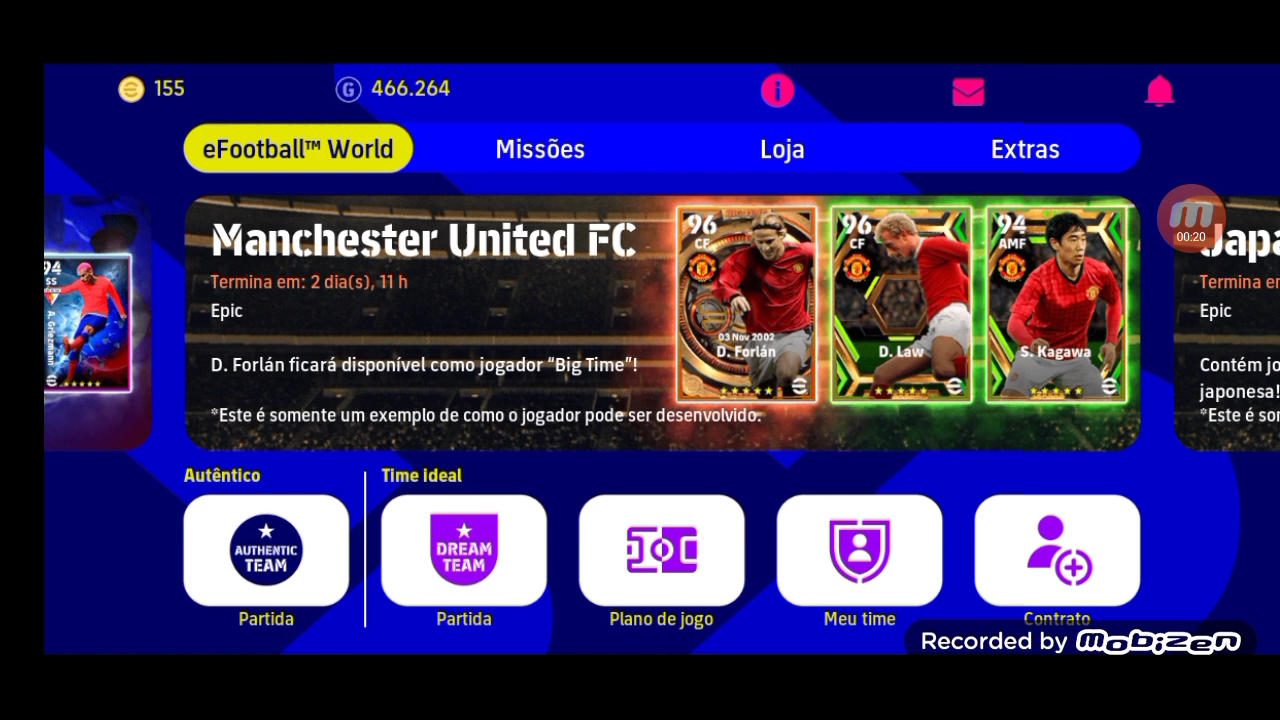 155
G 466.264
eFootball™ World
Missões
Loja
Extras
94
SS
A. Griezmann
Manchester United FC
Termina em: 2 dia(s), 11 h
Epic
D. Forlán ficará disponível como jogador “Big Time”!
*Este é somente um exemplo de como o jogador pode ser desenvolvido.
96
CF
03 Nov 2002
D. Forlán
96
CF
D. Law
94
AMF
S. Kagawa
00:20
Japa
Termina em
Epic
Contém jo
japonesa!
*Este é son
Autêntico
Time ideal
AUTHENTIC
TEAM
DREAM
TEAM
Partida
Partida
Plano de jogo
Meu time
Contrato
Recorded by mobizen